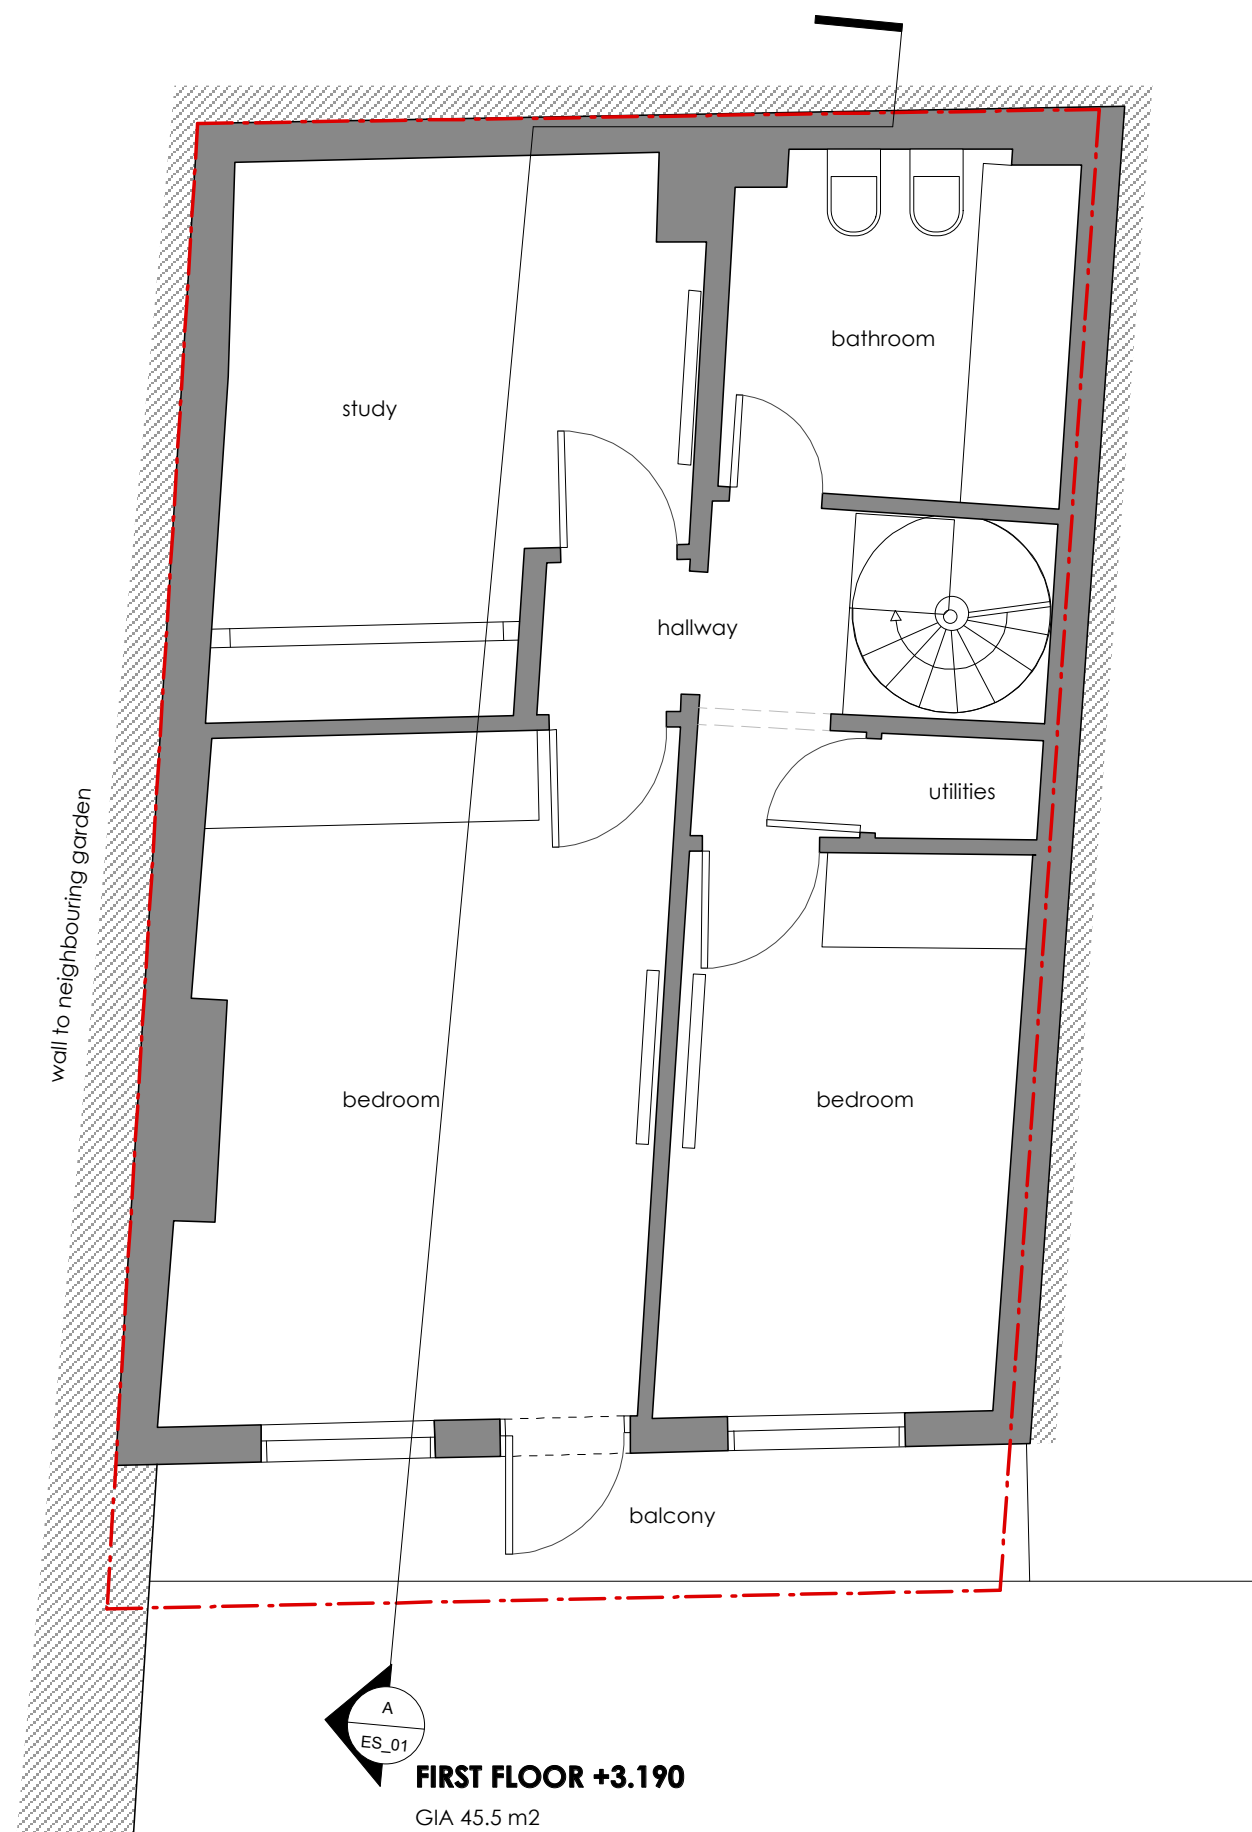 bathroom
study
hallway
utilities
wall to neighbouring garden
bedroom
bedroom
balcony
A
ES_01
FIRST FLOOR +3.190
GIA 45.5 m2